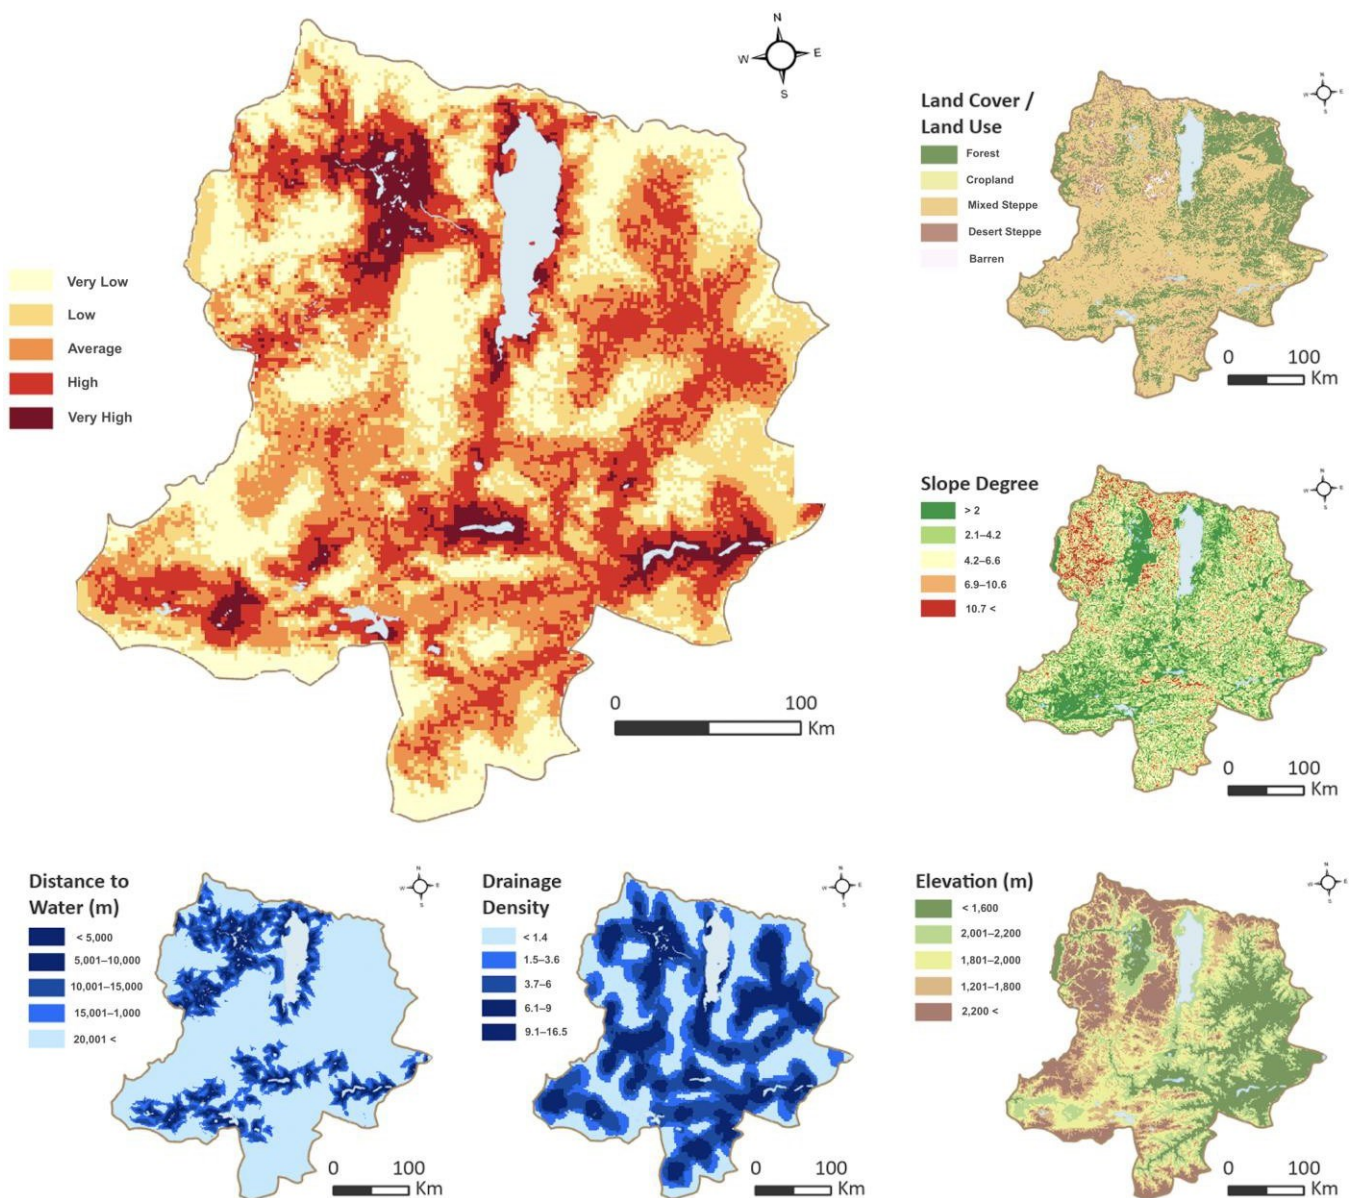 N
W E
S
Very Low
Low
Average
High
Very High
0 100
Km
Land Cover /
Land Use
Forest
Cropland
Mixed Steppe
Desert Steppe
Barren
N
W E
S
0 100
Km
Slope Degree
> 2
2.1–4.2
4.2–6.6
6.9–10.6
10.7 <
N
W E
S
0 100
Km
Distance to
Water (m)
< 5,000
5,001–10,000
10,001–15,000
15,001–1,000
20,001 <
N
W E
S
0 100
Km
Drainage
Density
< 1.4
1.5–3.6
3.7–6
6.1–9
9.1–16.5
N
W E
S
0 100
Km
Elevation (m)
< 1,600
2,001–2,200
1,801–2,000
1,201–1,800
2,200 <
N
W E
S
0 100
Km